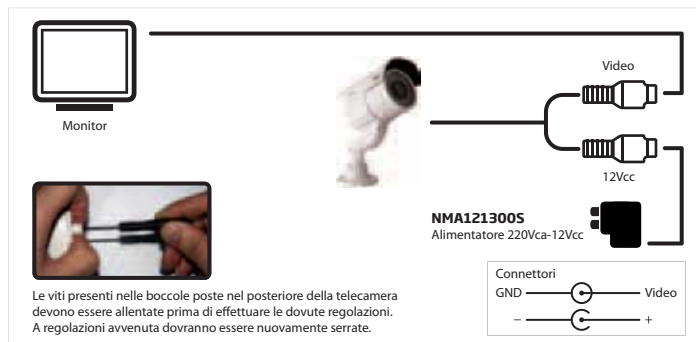 Monitor
Video
12Vcc
NMA121300S
Alimentatore 220Vca-12Vcc
Le viti presenti nelle boccole poste nel posteriore della telecamera
devono essere allentate prima di effettuare le dovute regolazioni.
A regolazioni avvenuta dovranno essere nuovamente serrate.
Connettori
GND Video
– +